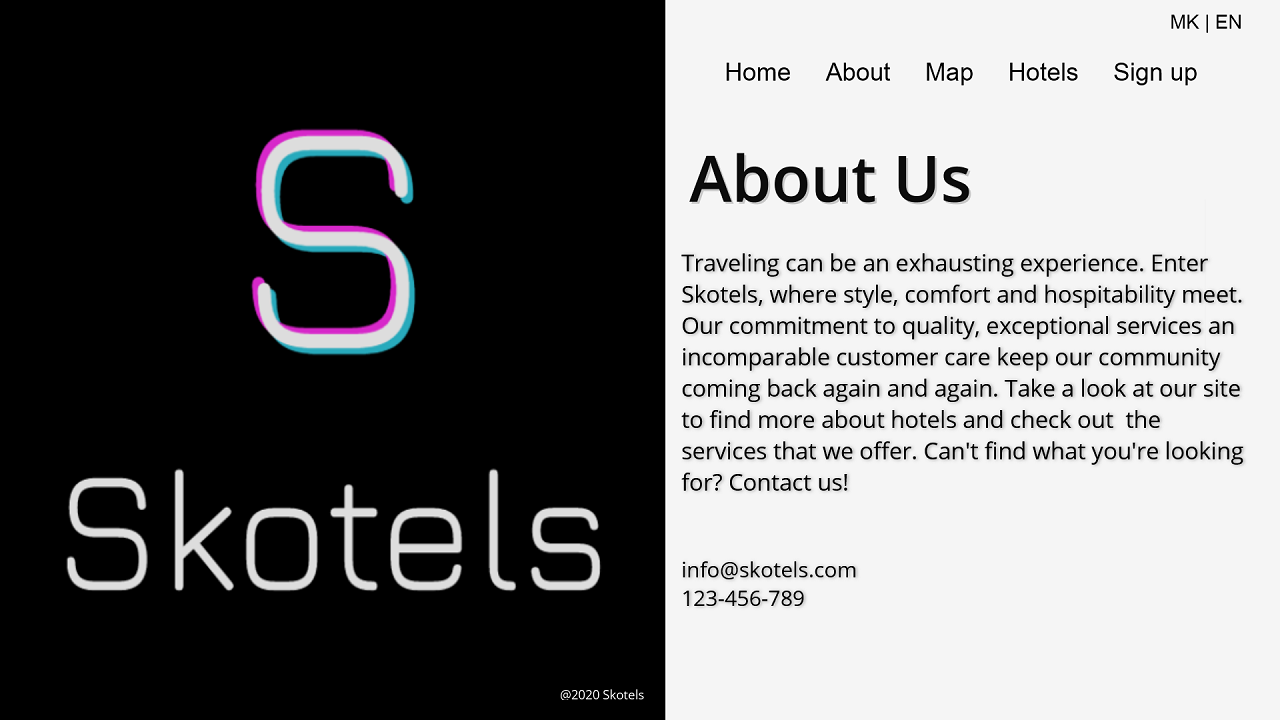 MK | EN
Home About Map Hotels Sign up
S
Skotels
@2020 Skotels
About Us
Traveling can be an exhausting experience. Enter
Skotels, where style, comfort and hospitability meet.
Our commitment to quality, exceptional services an
incomparable customer care keep our community
coming back again and again. Take a look at our site
to find more about hotels and check out  the
services that we offer. Can't find what you're looking
for? Contact us!
info@skotels.com
123-456-789